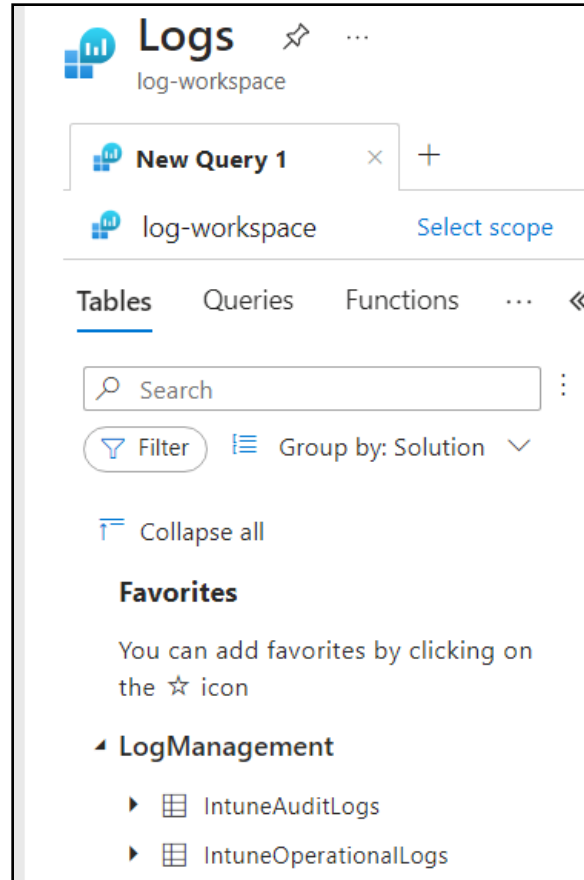 Logs
log-workspace
New Query 1
log-workspace Select scope
Tables Queries Functions
Search
Filter Group by: Solution
Collapse all
Favorites
You can add favorites by clicking on
the ☆ icon
LogManagement
IntuneAuditLogs
IntuneOperationalLogs